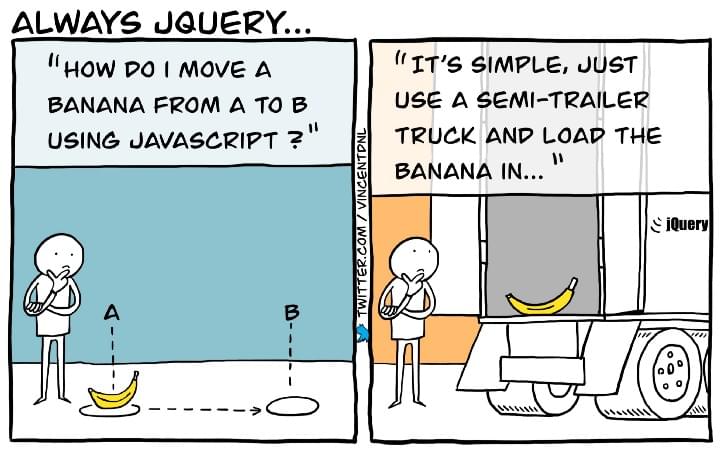 ALWAYS JQUERY...
"HOW DO I MOVE A
BANANA FROM A TO B
USING JAVASCRIPT ?"
A
B
TWITTER.COM / VINCENTDNL
"IT'S SIMPLE, JUST
USE A SEMI-TRAILER
TRUCK AND LOAD THE
BANANA IN..."
jQuery